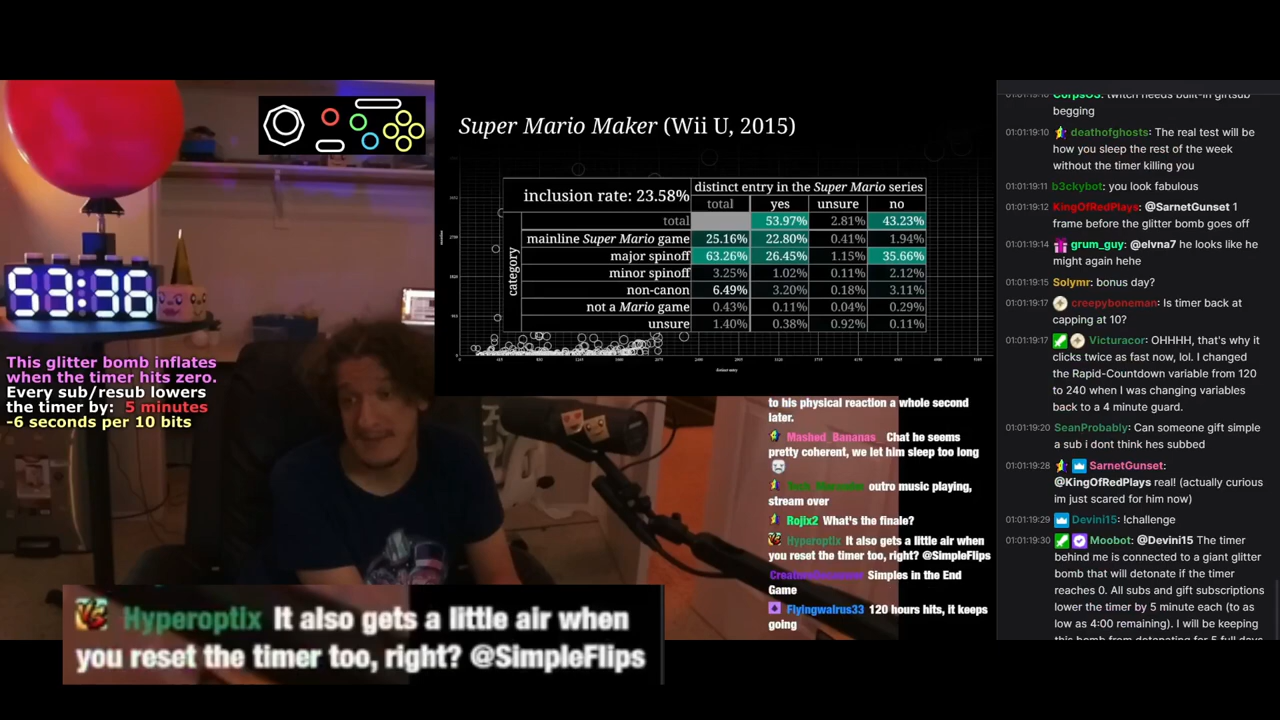 Super Mario Maker (Wii U, 2015)
inclusion rate: 23.58%
distinct entry in the Super Mario series
total yes unsure no
category
total 53.97% 2.81% 43.23%
mainline Super Mario game 25.16% 22.80% 0.41% 1.94%
major spinoff 63.26% 26.45% 1.15% 35.66%
minor spinoff 3.25% 1.02% 0.11% 2.12%
non-canon 6.49% 3.20% 0.18% 3.11%
not a Mario game 0.43% 0.11% 0.04% 0.29%
unsure 1.40% 0.38% 0.92% 0.11%
53:36
This glitter bomb inflates
when the timer hits zero.
Every sub/resub lowers
the timer by: 5 minutes
-6 seconds per 10 bits
to his physical reaction a whole second
later.
Mashed_Bananas_ Chat he seems
pretty coherent, we let him sleep too long
outro music playing,
stream over
Rojix2 What's the finale?
Hyperoptix It also gets a little air when
you reset the timer too, right? @SimpleFlips
Simples in the End
Game
Flyingwalrus33 120 hours hits, it keeps
going
Hyperoptix It also gets a little air when
you reset the timer too, right? @SimpleFlips
twitch needs built-in giftsub
begging
01:01:19:10 deathofghosts: The real test will be
how you sleep the rest of the week
without the timer killing you
01:01:19:11 b3ckybot: you look fabulous
01:01:19:12 KingOfRedPlays: @SarnetGunset 1
frame before the glitter bomb goes off
01:01:19:14 grum_guy: @elvna7 he looks like he
might again hehe
01:01:19:15 Solymr: bonus day?
01:01:19:17 creepyboneman: Is timer back at
capping at 10?
01:01:19:17 Victuracor: OHHHH, that's why it
clicks twice as fast now, lol. I changed
the Rapid-Countdown variable from 120
to 240 when I was changing variables
back to a 4 minute guard.
01:01:19:20 SeanProbably: Can someone gift simple
a sub i dont think hes subbed
01:01:19:28 SarnetGunset:
@KingOfRedPlays real! (actually curious
im just scared for him now)
01:01:19:29 Devini15: !challenge
01:01:19:30 Moobot: @Devini15 The timer
behind me is connected to a giant glitter
bomb that will detonate if the timer
reaches 0. All subs and gift subscriptions
lower the timer by 5 minute each (to as
low as 4:00 remaining). I will be keeping
this bomb from detonating for 5 full days